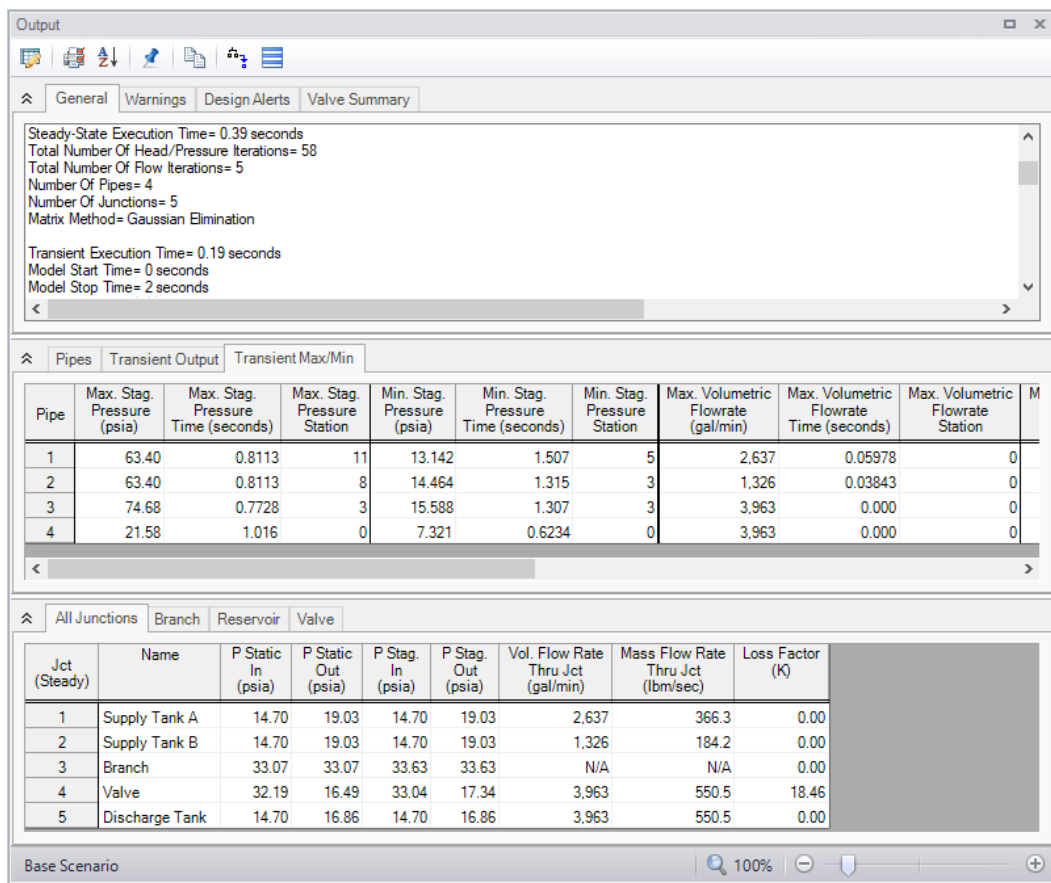 Output
General Warnings Design Alerts Valve Summary
Steady-State Execution Time= 0.39 seconds
Total Number Of Head/Pressure Iterations= 58
Total Number Of Flow Iterations= 5
Number Of Pipes= 4
Number Of Junctions= 5
Matrix Method= Gaussian Elimination
Transient Execution Time= 0.19 seconds
Model Start Time= 0 seconds
Model Stop Time= 2 seconds
Pipes Transient Output Transient Max/Min
Pipe Max. Stag. Pressure (psia) Max. Stag. Pressure Time (seconds) Max. Stag. Pressure Station Min. Stag. Pressure (psia) Min. Stag. Pressure Time (seconds) Min. Stag. Pressure Station Max. Volumetric Flowrate (gal/min) Max. Volumetric Flowrate Time (seconds) Max. Volumetric Flowrate Station M
1 63.40 0.8113 11 13.142 1.507 5 2,637 0.05978 0
2 63.40 0.8113 8 14.464 1.315 3 1,326 0.03843 0
3 74.68 0.7728 3 15.588 1.307 3 3,963 0.000 0
4 21.58 1.016 0 7.321 0.6234 0 3,963 0.000 0
All Junctions Branch Reservoir Valve
Jct (Steady) Name P Static In (psia) P Static Out (psia) P Stag. In (psia) P Stag. Out (psia) Vol. Flow Rate Thru Jct (gal/min) Mass Flow Rate Thru Jct (lbm/sec) Loss Factor (K)
1 Supply Tank A 14.70 19.03 14.70 19.03 2,637 366.3 0.00
2 Supply Tank B 14.70 19.03 14.70 19.03 1,326 184.2 0.00
3 Branch 33.07 33.07 33.63 33.63 N/A N/A 0.00
4 Valve 32.19 16.49 33.04 17.34 3,963 550.5 18.46
5 Discharge Tank 14.70 16.86 14.70 16.86 3,963 550.5 0.00
Base Scenario 100%